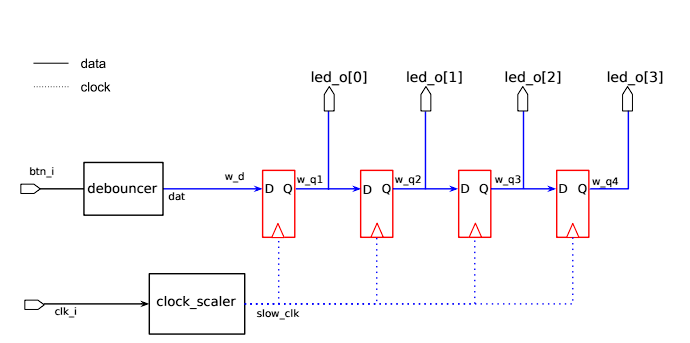 data
clock
led_o[0] led_o[1] led_o[2] led_o[3]
btn_i
debouncer
dat
w_d
D Q
w_q1
D Q
w_q2
D Q
w_q3
D Q
w_q4
clk_i
clock_scaler
slow_clk